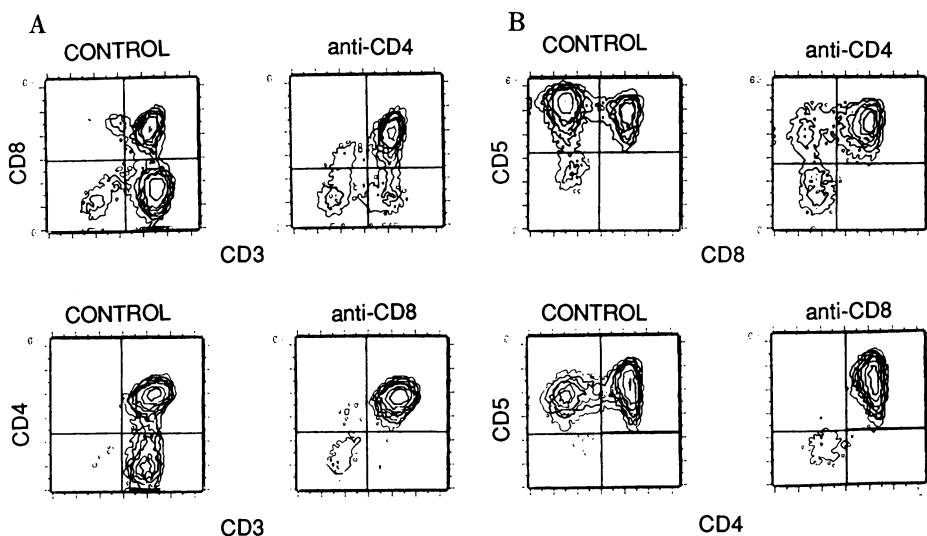 A
B
CONTROL
anti-CD4
CONTROL
anti-CD4
CD8
CD5
CD3
CD8
CONTROL
anti-CD8
CONTROL
anti-CD8
CD4
CD5
CD3
CD4